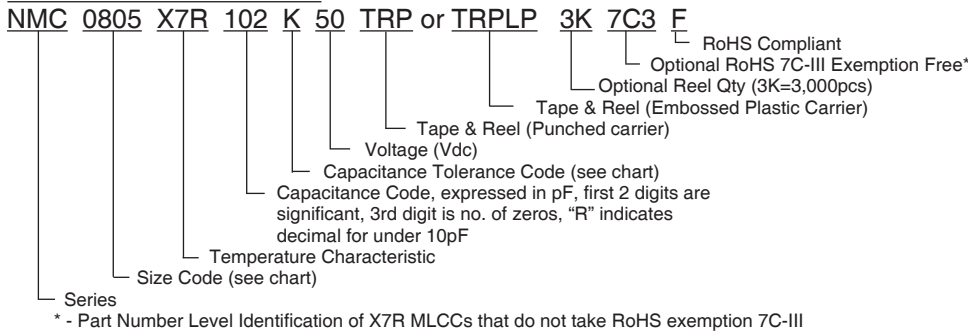 NMC 0805 X7R 102 K 50 TRP or TRPLP 3K 7C3 F
RoHS Compliant
Optional RoHS 7C-III Exemption Free*
Optional Reel Qty (3K=3,000pcs)
Tape & Reel (Embossed Plastic Carrier)
Tape & Reel (Punched carrier)
Voltage (Vdc)
Capacitance Tolerance Code (see chart)
Capacitance Code, expressed in pF, first 2 digits are
significant, 3rd digit is no. of zeros, “R” indicates
decimal for under 10pF
Temperature Characteristic
Size Code (see chart)
Series
* - Part Number Level Identification of X7R MLCCs that do not take RoHS exemption 7C-III